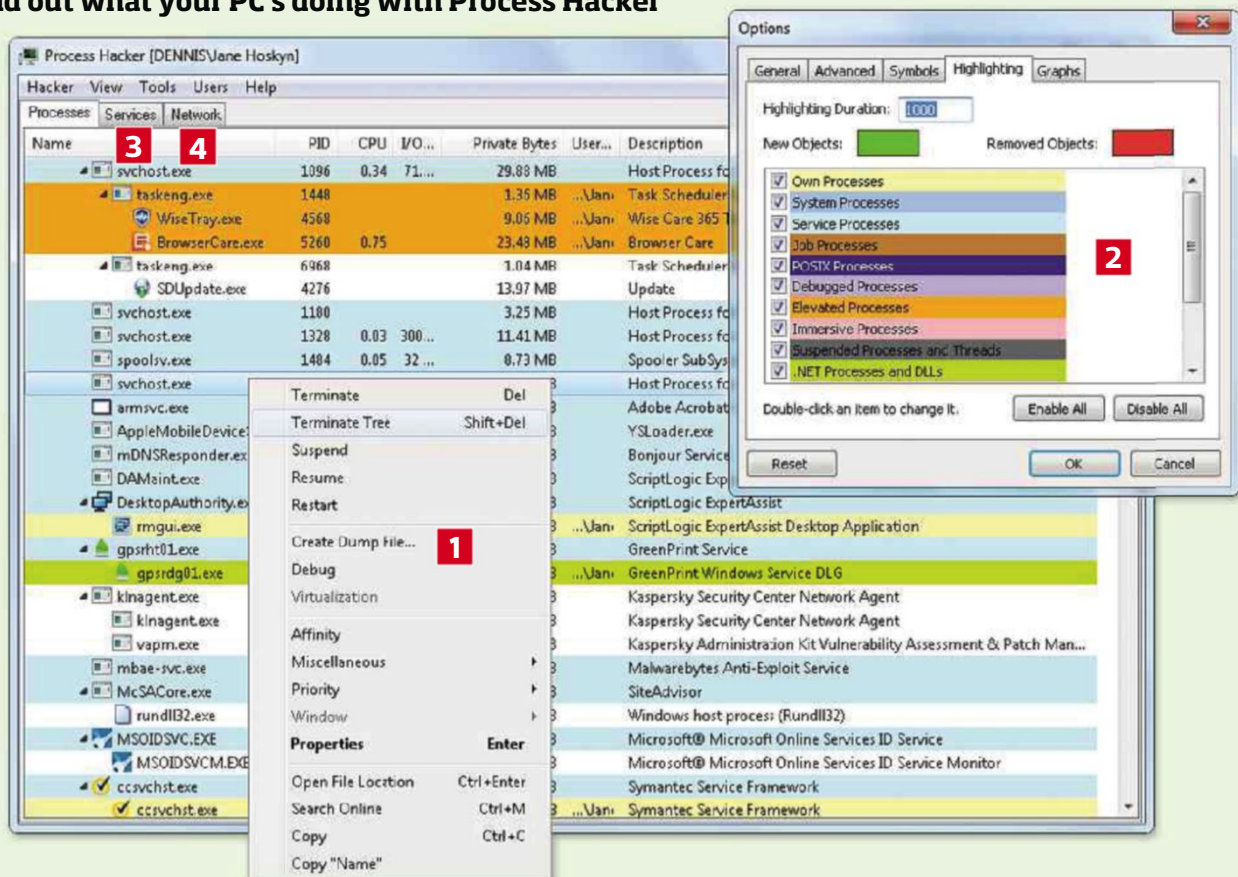 nd out what your PC's doing with Process Hacker
Process Hacker [DENNIS\Jane Hoskyn]
Hacker View Tools Users Help
Processes Services Network
3 4
Name PID CPU I/O... Private Bytes User... Description
svchost.exe 1096 0.34 71.... 29.88 MB Host Process fo
taskeng.exe 1448 1.35 MB ...\Jan Task Scheduler
WiseTray.exe 4568 9.05 MB ...\Jan Wise Care 365 T
BrowserCare.exe 5260 0.75 23.48 MB ...\Jan Browser Care
taskeng.exe 6968 1.04 MB Task Scheduler
SDUpdate.exe 4276 13.97 MB Update
svchost.exe 1180 3.25 MB Host Process fo
svchost.exe 1328 0.03 300... 11.41 MB Host Process fo
spoolsv.exe 1484 0.05 32 ... 8.73 MB Spooler SubSys
svchost.exe Host Process fo
armsvc.exe Adobe Acrobat
AppleMobileDevice YSLoader.exe
mDNSResponder.ex Bonjour Service
DAMaint.exe ScriptLogic Exp
DesktopAuthority.ex ScriptLogic ExpertAssist
rmgui.exe ...\Jan ScriptLogic ExpertAssist Desktop Application
gpsrht01.exe GreenPrint Service
gpsrdg01.exe ...\Jan GreenPrint Windows Service DLG
klnagent.exe Kaspersky Security Center Network Agent
klnagent.exe Kaspersky Security Center Network Agent
vapm.exe Kaspersky Administration Kit Vulnerability Assessment & Patch Man...
mbae-svc.exe Malwarebytes Anti-Exploit Service
McSACore.exe SiteAdvisor
rundll32.exe Windows host process (Rundll32)
MSOIDSVC.EXE Microsoft® Microsoft Online Services ID Service
MSOIDSVCM.EXE Microsoft® Microsoft Online Services ID Service Monitor
ccsvchst.exe Symantec Service Framework
ccsvchst.exe ...\Jan Symantec Service Framework
Terminate Del
Terminate Tree Shift+Del
Suspend
Resume
Restart
Create Dump File...
1
Debug
Virtualization
Affinity
Miscellaneous
Priority
Window
Properties Enter
Open File Location Ctrl+Enter
Search Online Ctrl+M
Copy Ctrl+C
Copy "Name"
Options
General Advanced Symbols Highlighting Graphs
Highlighting Duration: 1000
New Objects: Removed Objects:
Own Processes
System Processes
Service Processes
Job Processes
2
POSIX Processes
Debugged Processes
Elevated Processes
Immersive Processes
Suspended Processes and Threads
.NET Processes and DLLs
Double-click an item to change it. Enable All Disable All
Reset OK Cancel